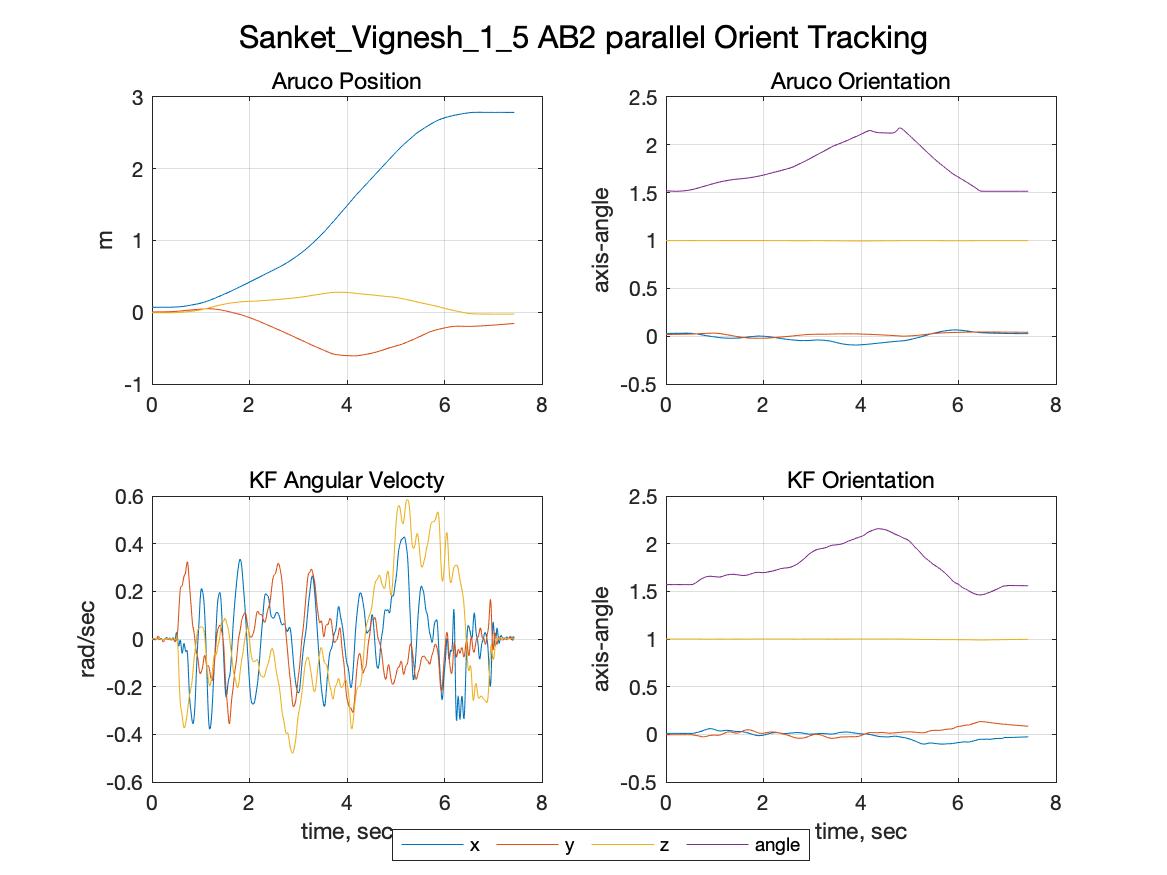 Sanket_Vignesh_1_5 AB2 parallel Orient Tracking
Aruco Position
3
2
1
0
-1
m
0 2 4 6 8
Aruco Orientation
2.5
2
1.5
1
0.5
0
-0.5
axis-angle
0 2 4 6 8
KF Angular Velocty
0.6
0.4
0.2
0
-0.2
-0.4
-0.6
rad/sec
0 2 4 6 8
time, sec
KF Orientation
2.5
2
1.5
1
0.5
0
-0.5
axis-angle
0 2 4 6 8
time, sec
x y z angle